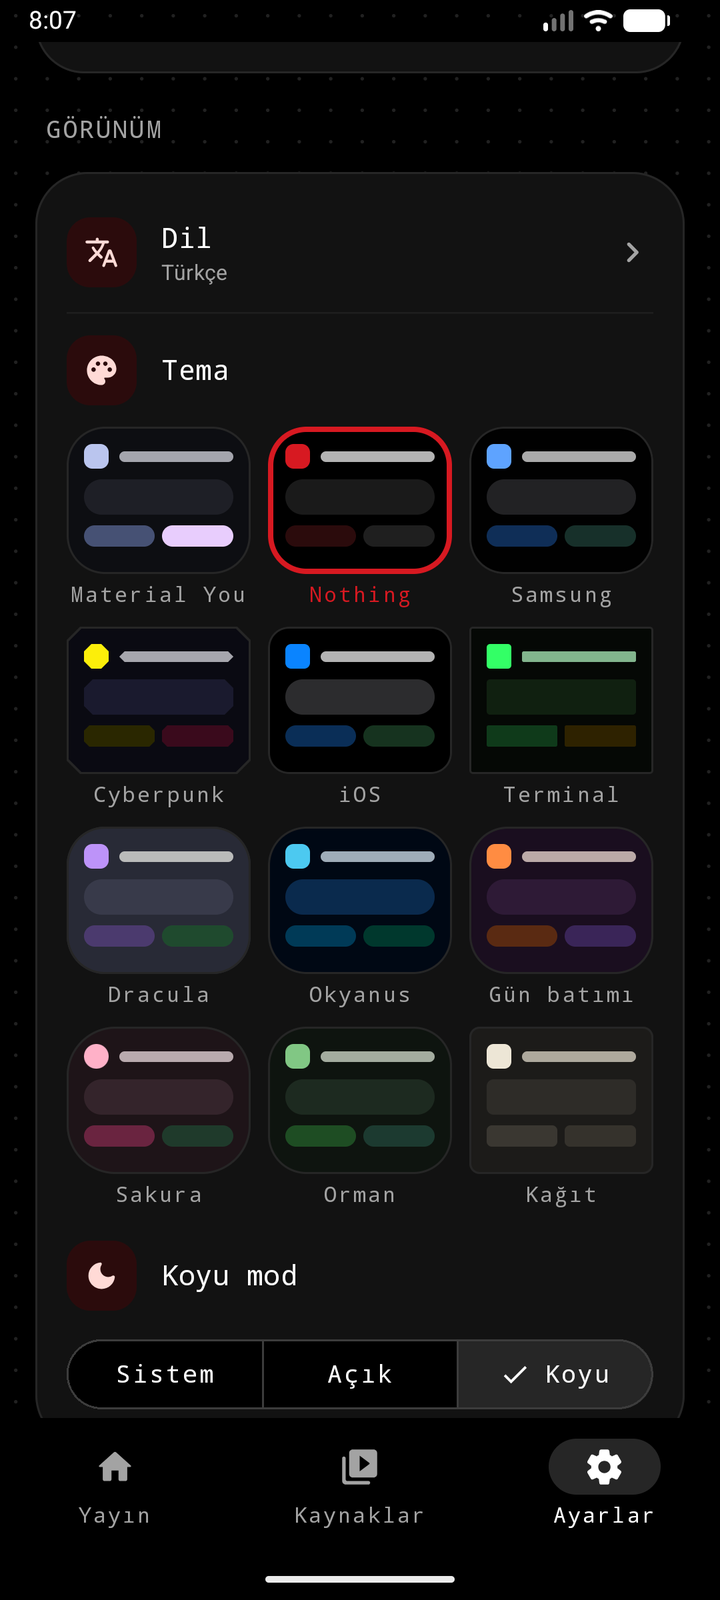 8:07
GÖRÜNÜM
Dil
Türkçe
Tema
Material You
Nothing
Samsung
Cyberpunk
iOS
Terminal
Dracula
Okyanus
Gün batımı
Sakura
Orman
Kağıt
Koyu mod
Sistem
Açık
Koyu
Yayın
Kaynaklar
Ayarlar